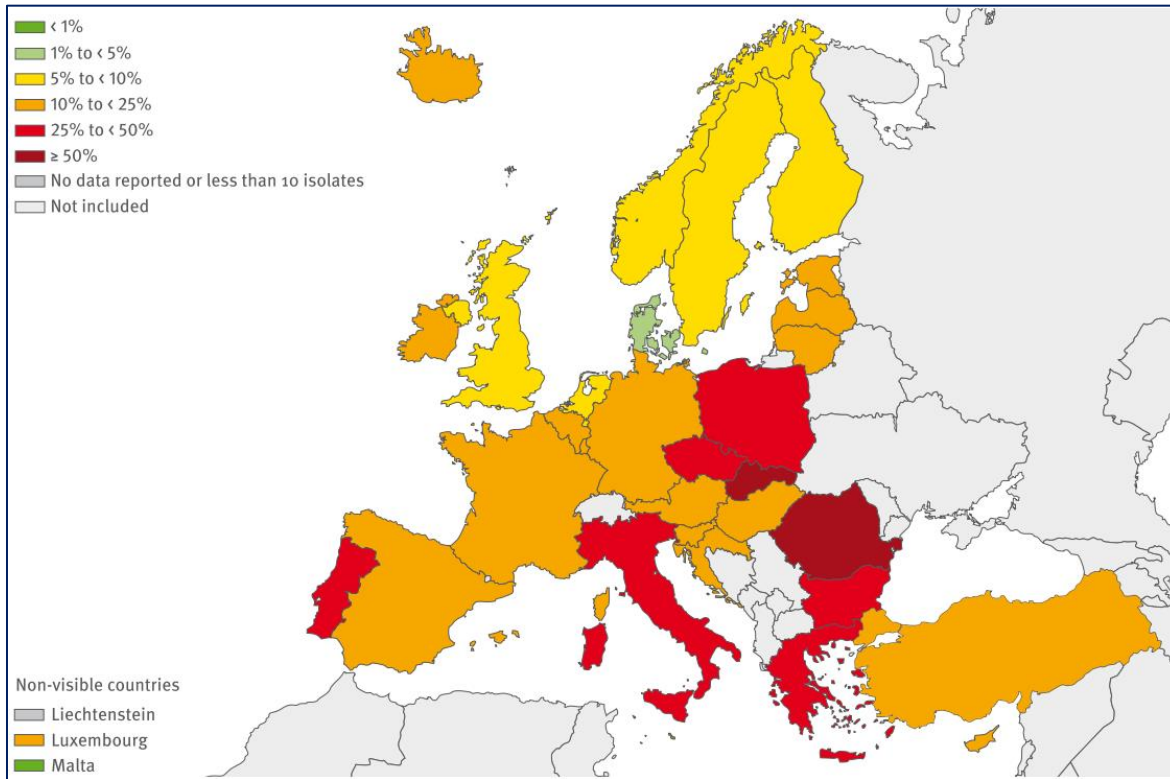 < 1%
1% to < 5%
5% to < 10%
10% to < 25%
25% to < 50%
≥ 50%
No data reported or less than 10 isolates
Not included
Non-visible countries
Liechtenstein
Luxembourg
Malta